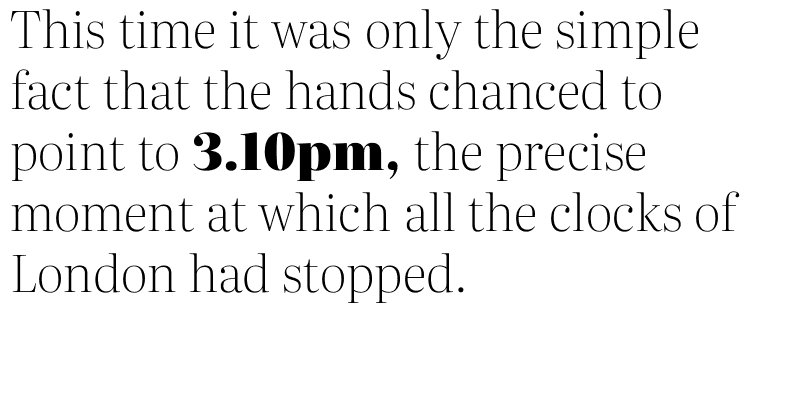 This time it was only the simple
fact that the hands chanced to
point to 3.10pm, the precise
moment at which all the clocks of
London had stopped.